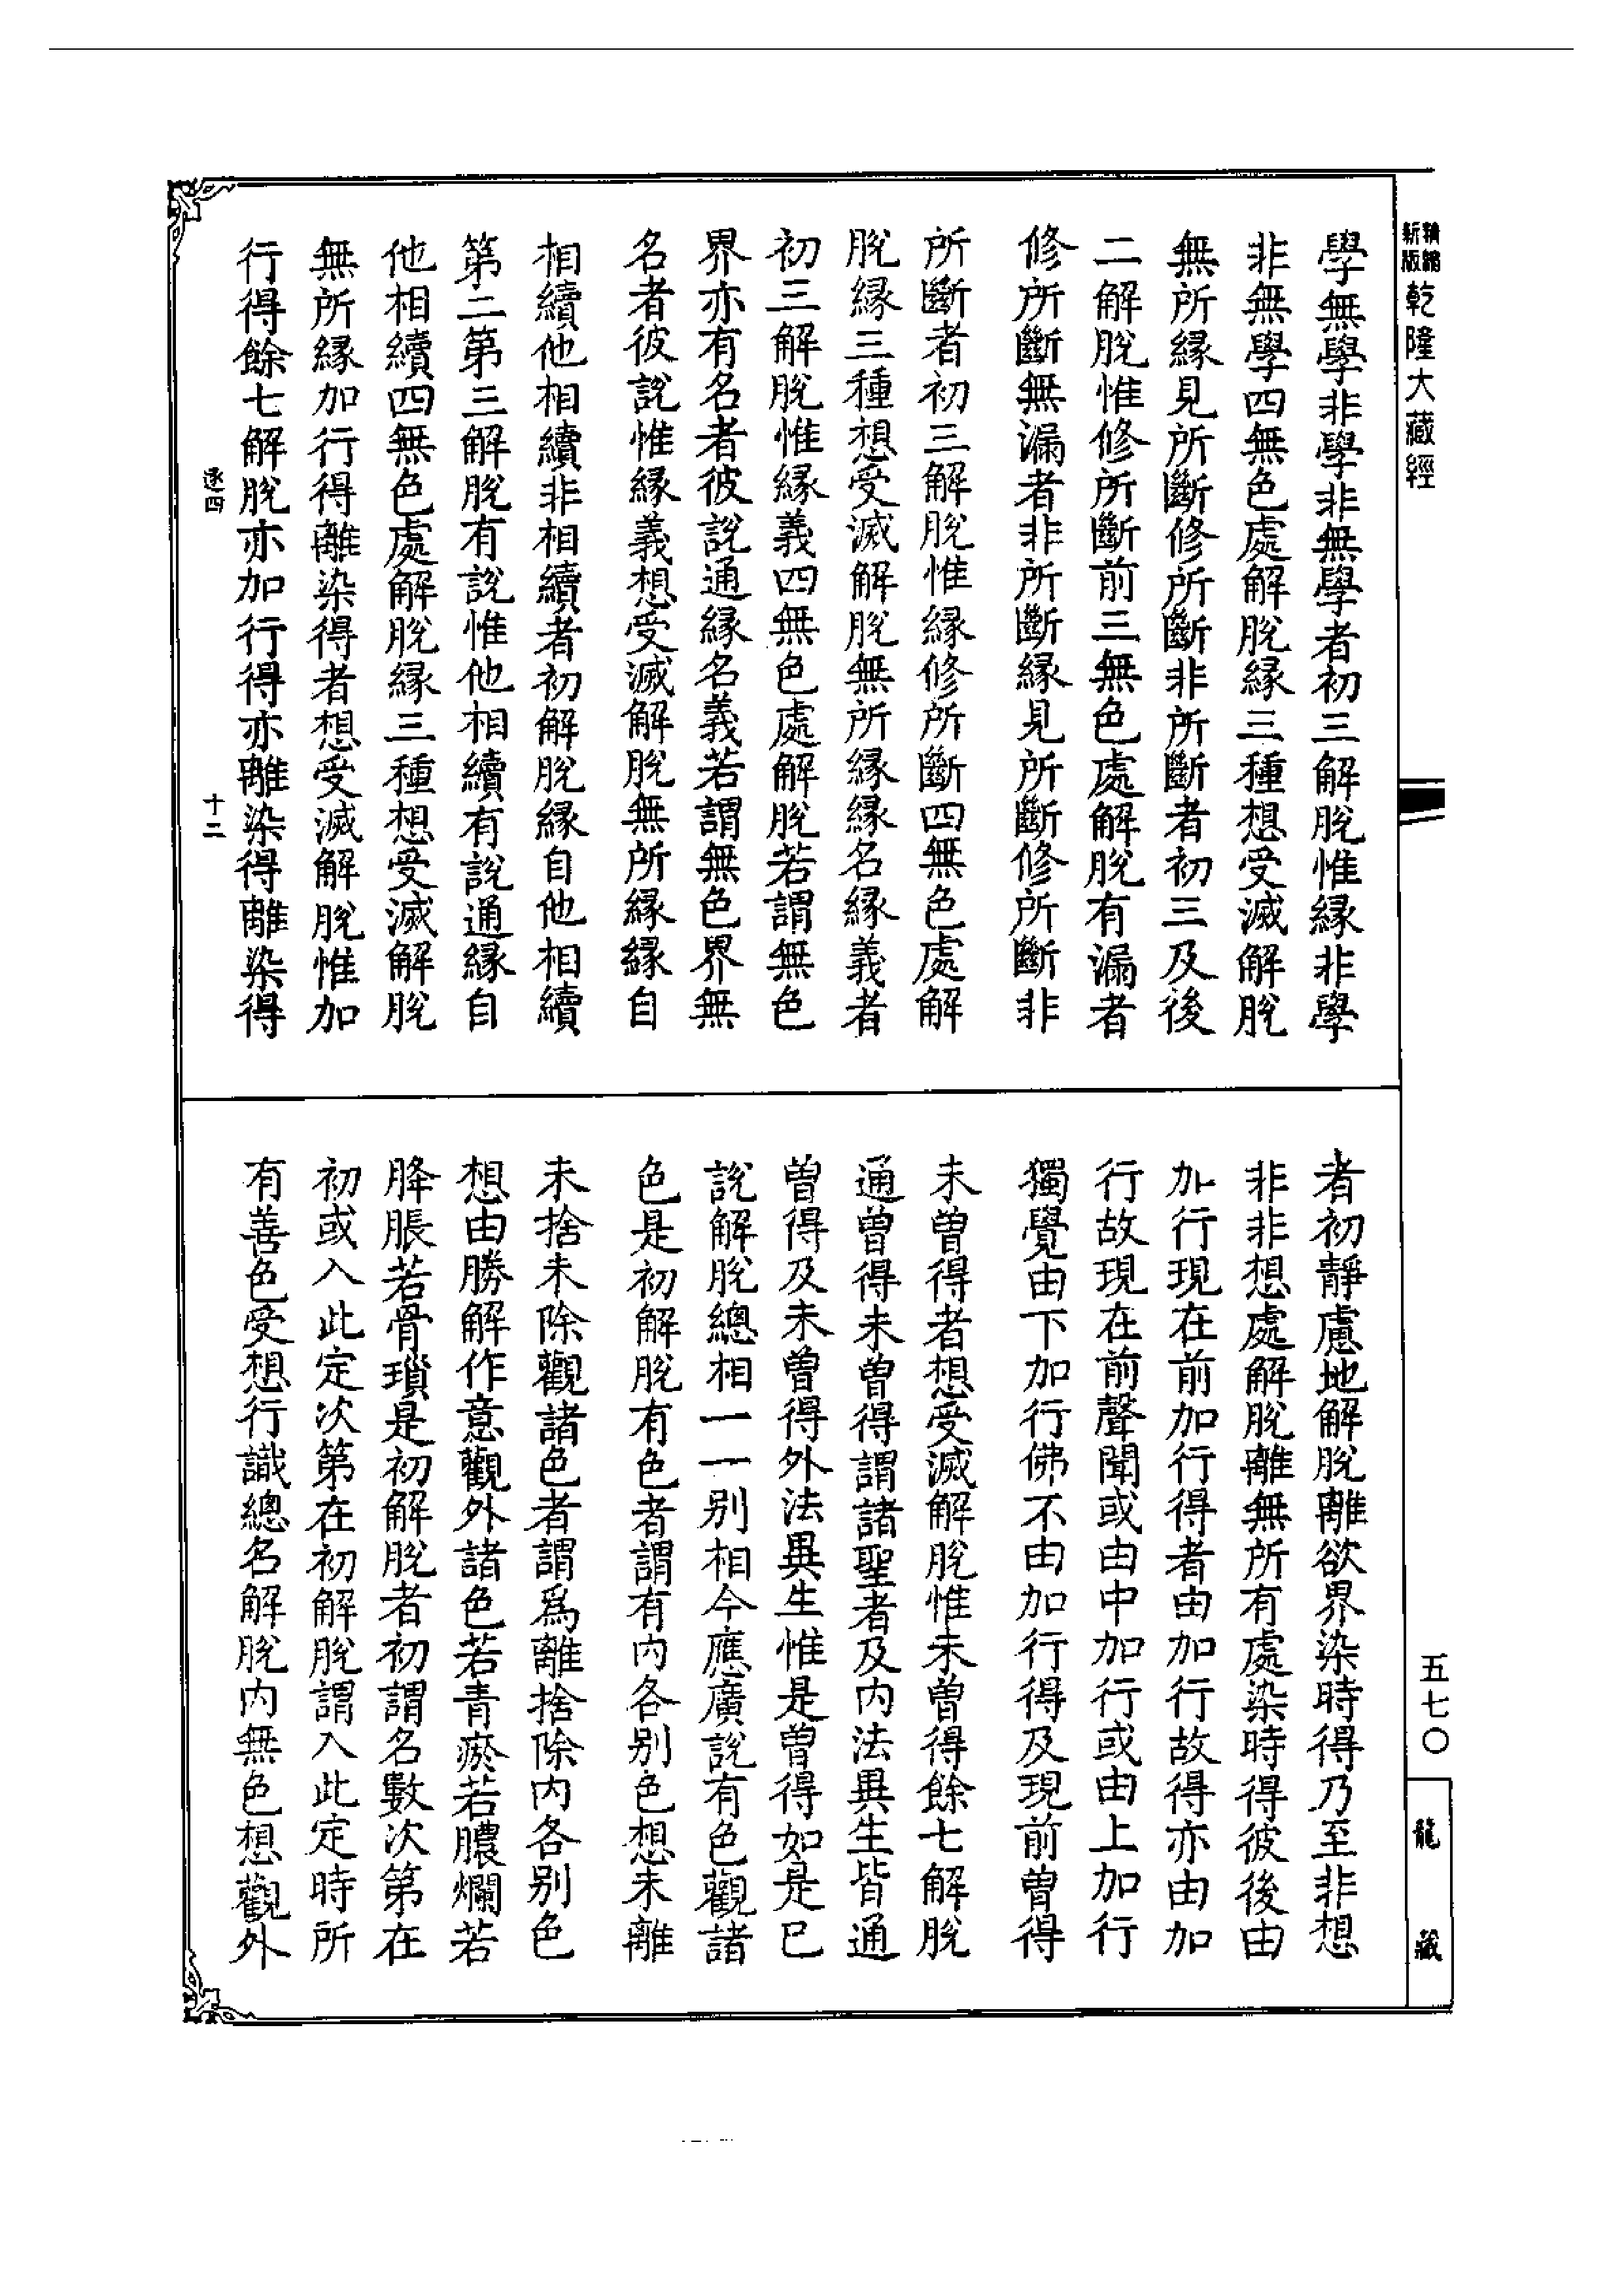 新版
精縮
乾隆大藏經
學無學非學非無學者初三解脫惟緣非學
非無學四無色處解脫緣三種想受滅解脫
無所緣見所斷修所斷非所斷者初三及後
二解脫惟修所斷前三無色處解脫有漏者
修所斷無漏者非所斷緣見所斷修所斷非
所斷者初三解脫惟緣修所斷四無色處解
脫緣三種想受滅解脫無所緣緣名緣義者
初三解脫惟緣義四無色處解脫若謂無色
界亦有名者彼說通緣名義若謂無色界無
名者彼說惟緣義想受滅解脫無所緣緣自
相續他相續非相續者初解脫緣自他相續
第二第三解脫有說惟他相續有說通緣自
他相續四無色處解脫緣三種想受滅解脫
無所緣加行得離染得者想受滅解脫惟加
行得餘七解脫亦加行得亦離染得離染得
逐四
十二
者初靜慮地解脫離欲界染時得乃至非想
非非想處解脫離無所有處染時得彼後由
加行現在前加行得者由加行故得亦由加
行故現在前聲聞或由中加行或由上加行
獨覺由下加行佛不由加行得及現前曾得
未曾得者想受滅解脫惟未曾得餘七解脫
通曾得未曾得謂諸聖者及內法異生皆通
曾得及未曾得外法異生惟是曾得如是已
說解脫總相一一別相今應廣說有色觀諸
色是初解脫有色者謂有內各別色想未離
未捨未除觀諸色者謂為離捨除內各別色
想由勝解作意觀外諸色若青瘀若膿爛若
胮脹若骨瑣是初解脫者初謂名數次第在
初或入此定次第在初解脫謂入此定時所
有善色受想行識總名解脫內無色想觀外
五七〇
龍藏